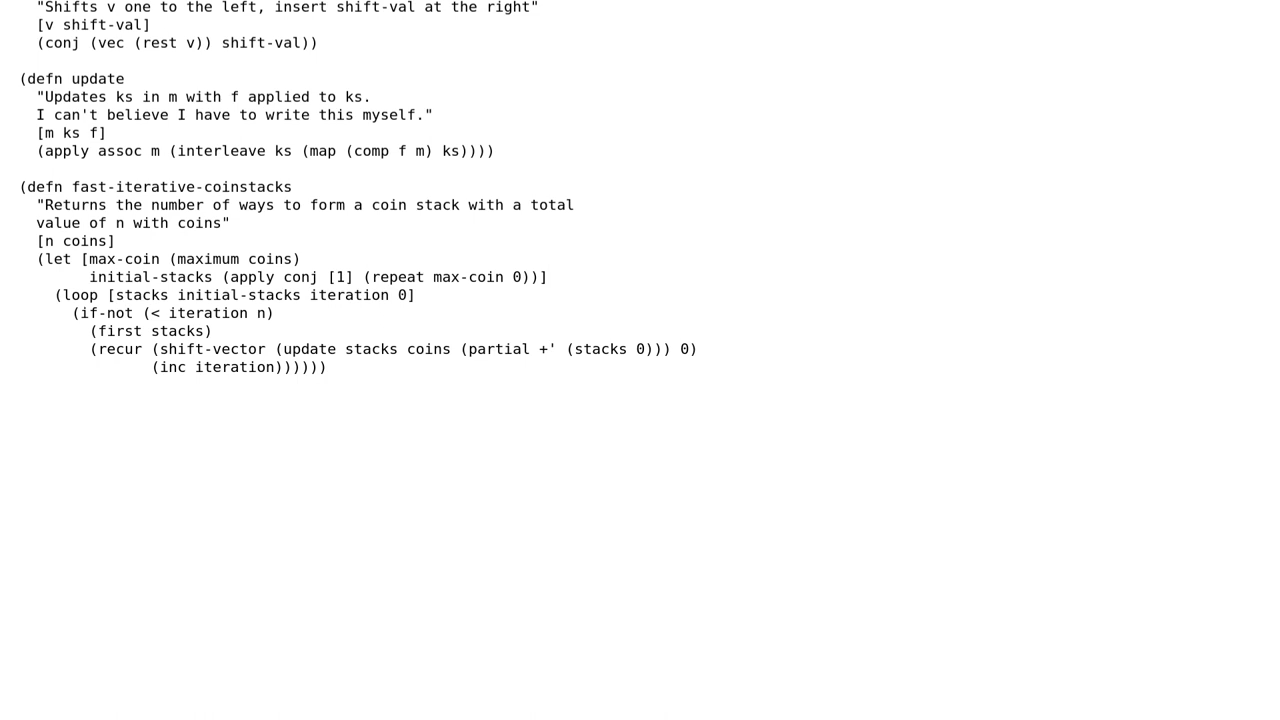 "Shifts v one to the left, insert shift-val at the right"
[v shift-val]
(conj (vec (rest v)) shift-val))
(defn update
"Updates ks in m with f applied to ks.
I can't believe I have to write this myself."
[m ks f]
(apply assoc m (interleave ks (map (comp f m) ks))))
(defn fast-iterative-coinstacks
"Returns the number of ways to form a coin stack with a total
value of n with coins"
[n coins]
(let [max-coin (maximum coins)
initial-stacks (apply conj [1] (repeat max-coin 0))]
(loop [stacks initial-stacks iteration 0]
(if-not (< iteration n)
(first stacks)
(recur (shift-vector (update stacks coins (partial +' (stacks 0))) 0)
(inc iteration))))))